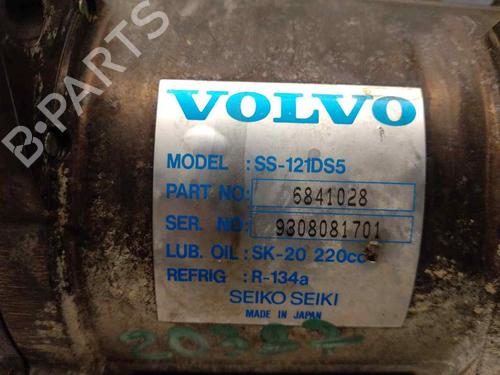 B-PARTS
VOLVO
MODEL : SS-121DS5
PART NO: 6841028
SER. NO: 9308081701
LUB. OIL : SK-20 220cc
REFRIG : R-134a
SEIKO SEIKI
MADE IN JAPAN
20387